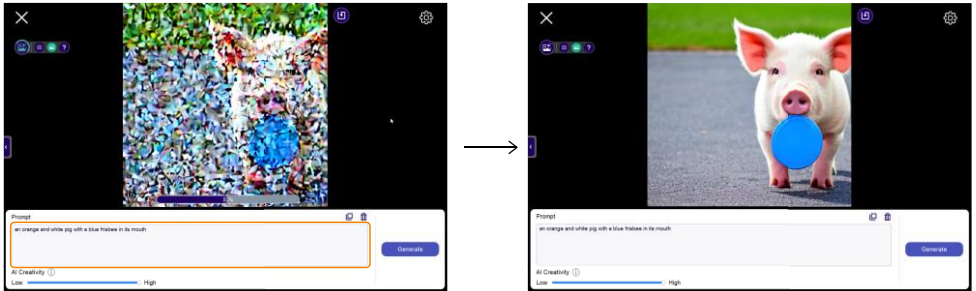 Prompt
an orange and white pig with a blue frisbee in its mouth
Generate
AI Creativity
Low
High
Prompt
an orange and white pig with a blue frisbee in its mouth
Generate
AI Creativity
Low
High